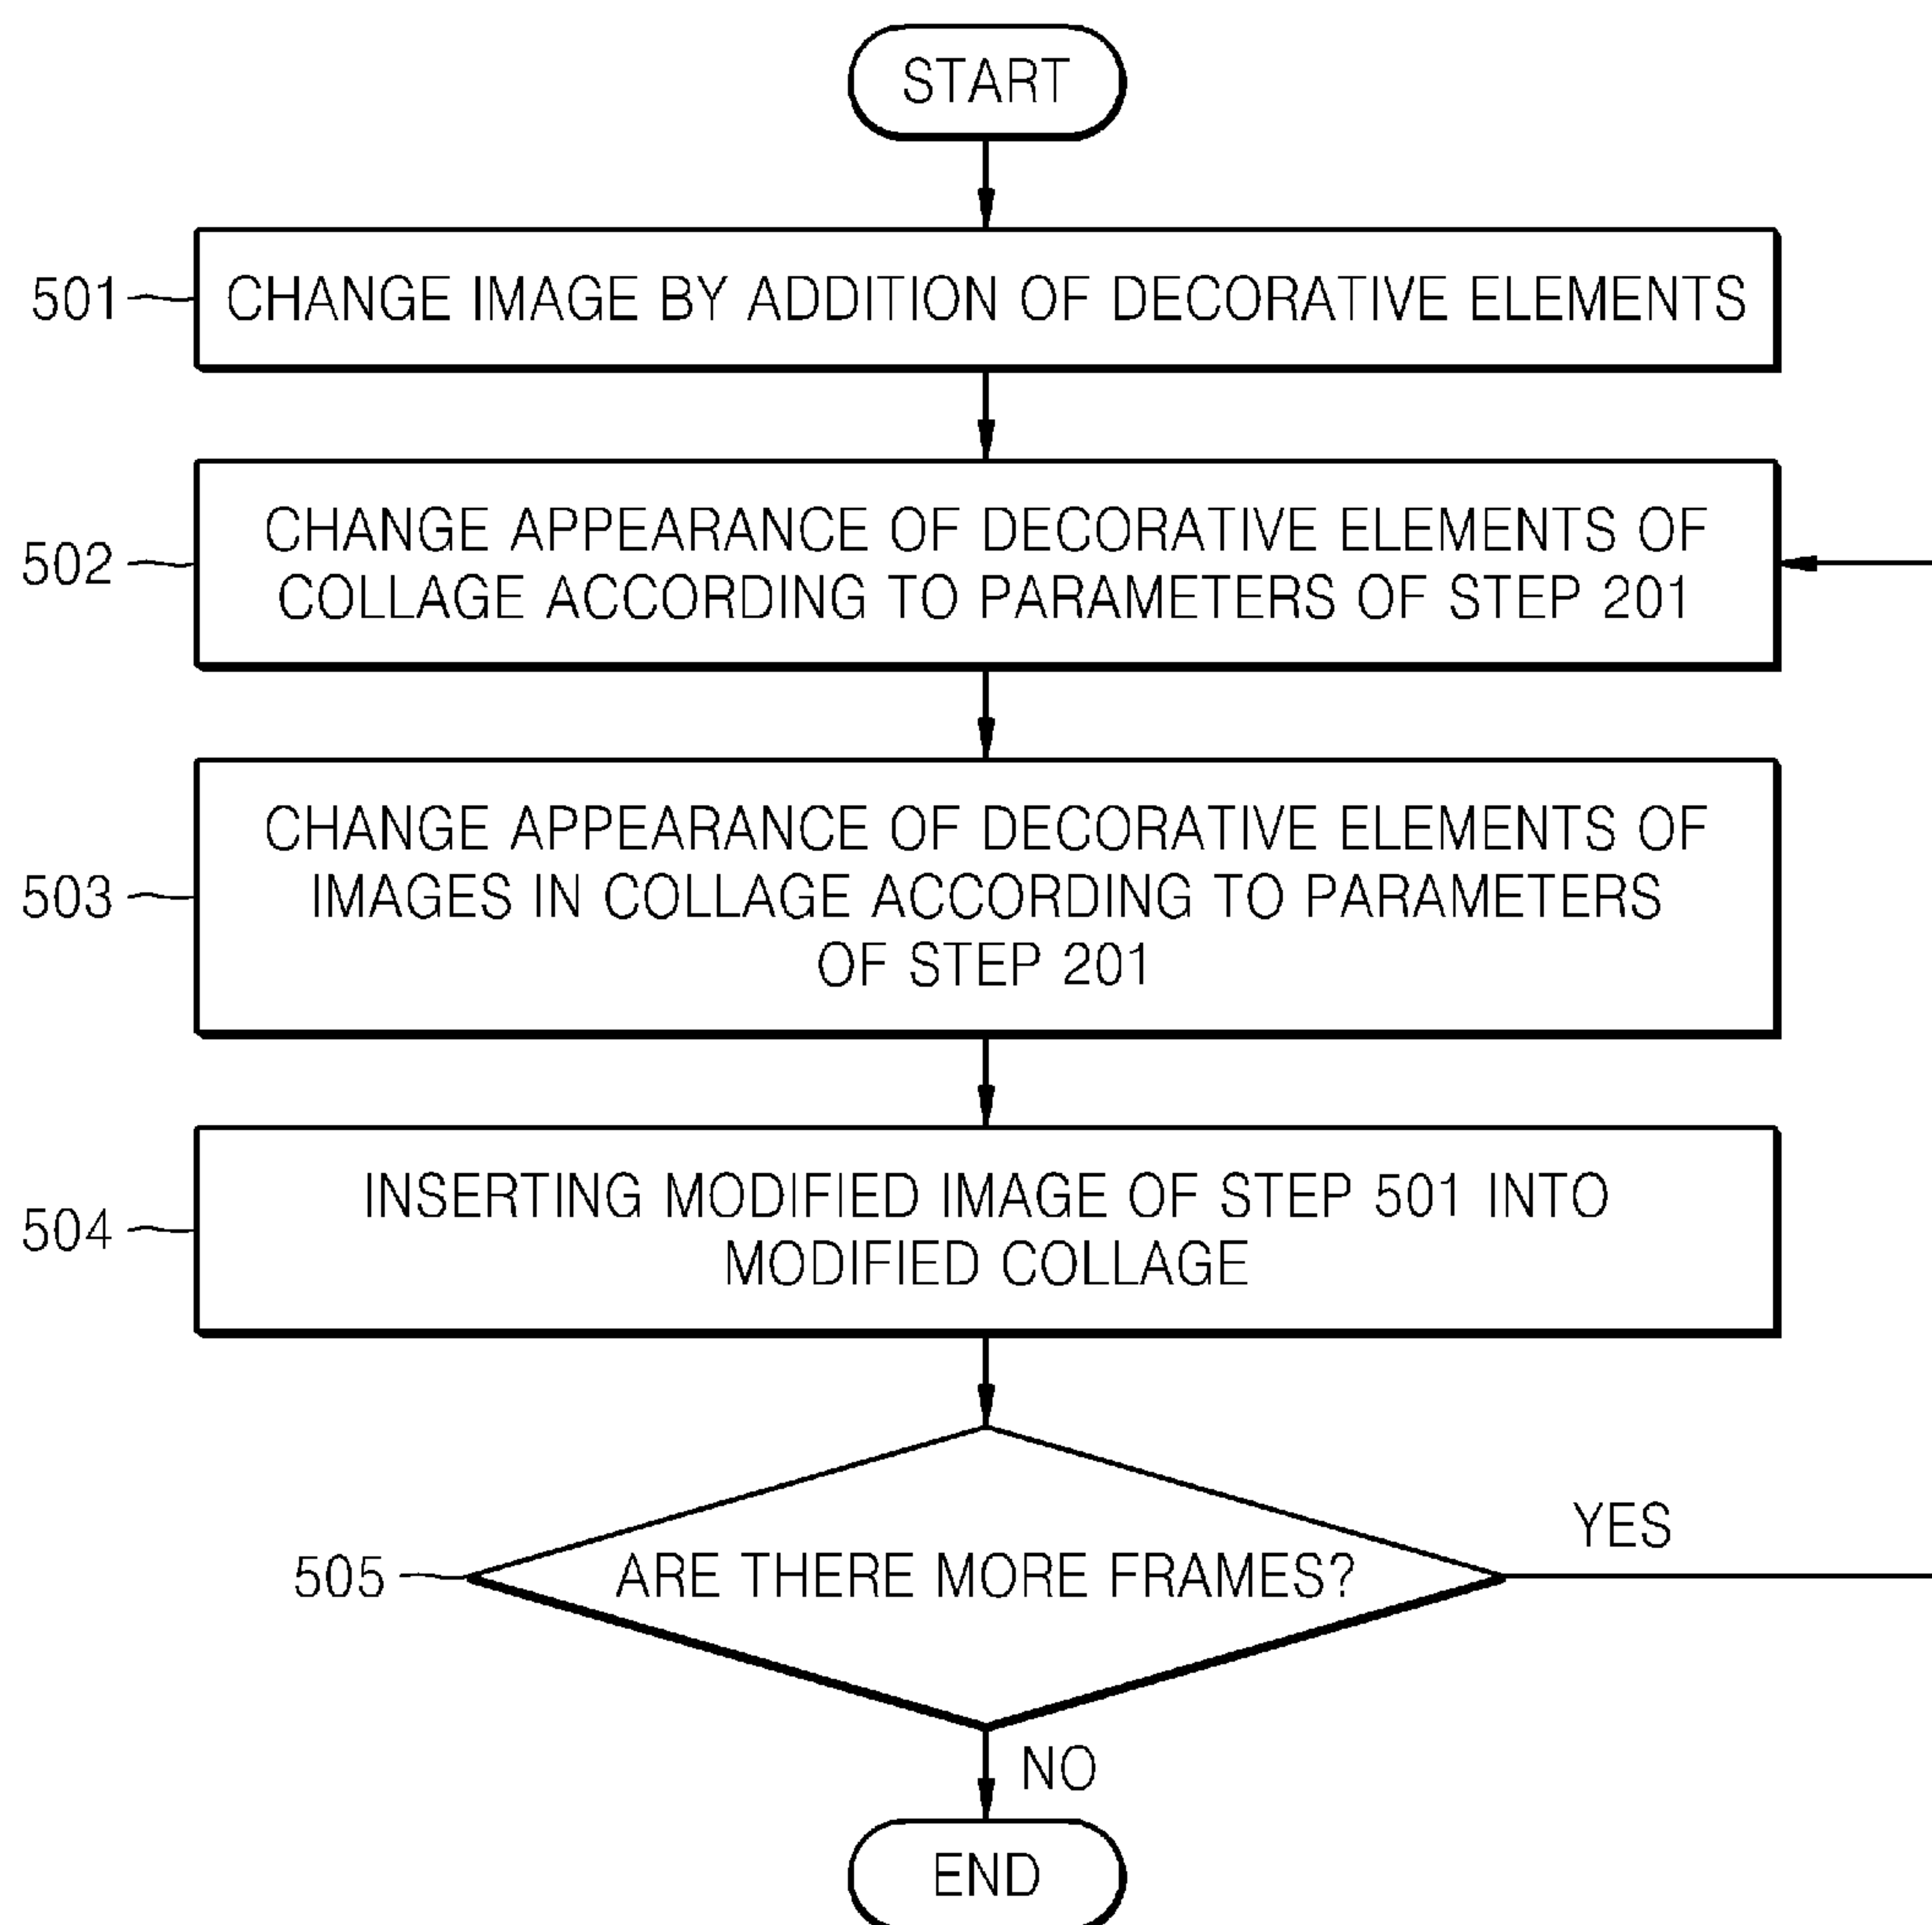 START
501
CHANGE IMAGE BY ADDITION OF DECORATIVE ELEMENTS
502
CHANGE APPEARANCE OF DECORATIVE ELEMENTS OF
COLLAGE ACCORDING TO PARAMETERS OF STEP 201
503
CHANGE APPEARANCE OF DECORATIVE ELEMENTS OF
IMAGES IN COLLAGE ACCORDING TO PARAMETERS
OF STEP 201
504
INSERTING MODIFIED IMAGE OF STEP 501 INTO
MODIFIED COLLAGE
505
ARE THERE MORE FRAMES?
YES
NO
END